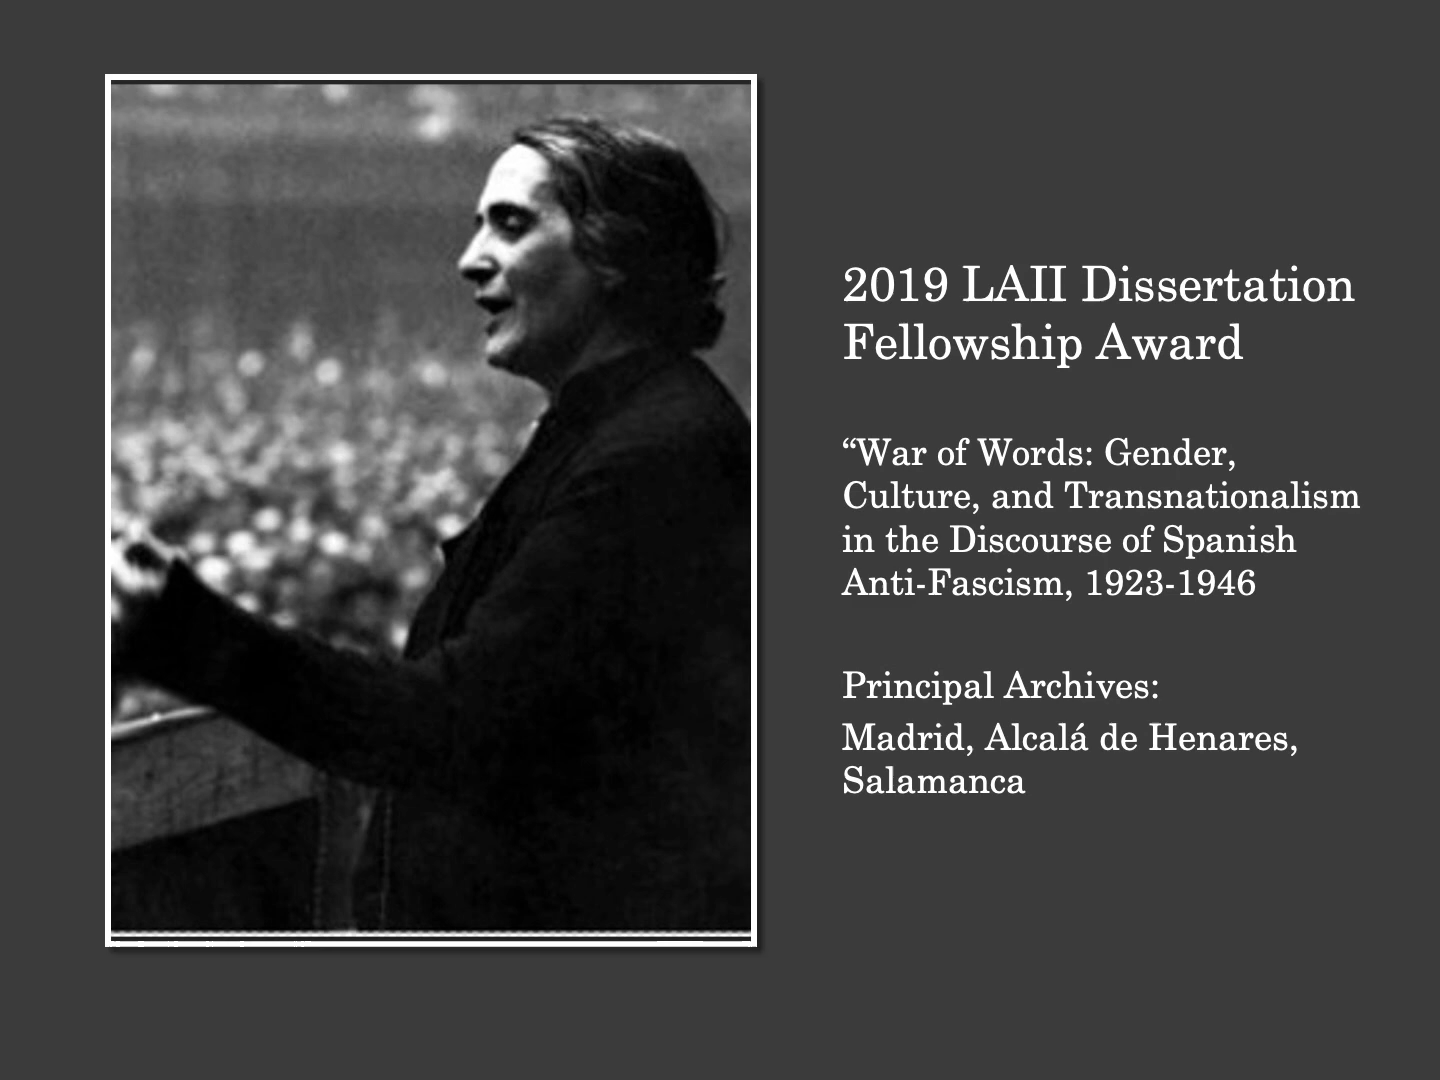 2019 LAII Dissertation
Fellowship Award
“War of Words: Gender,
Culture, and Transnationalism
in the Discourse of Spanish
Anti-Fascism, 1923-1946
Principal Archives:
Madrid, Alcalá de Henares,
Salamanca